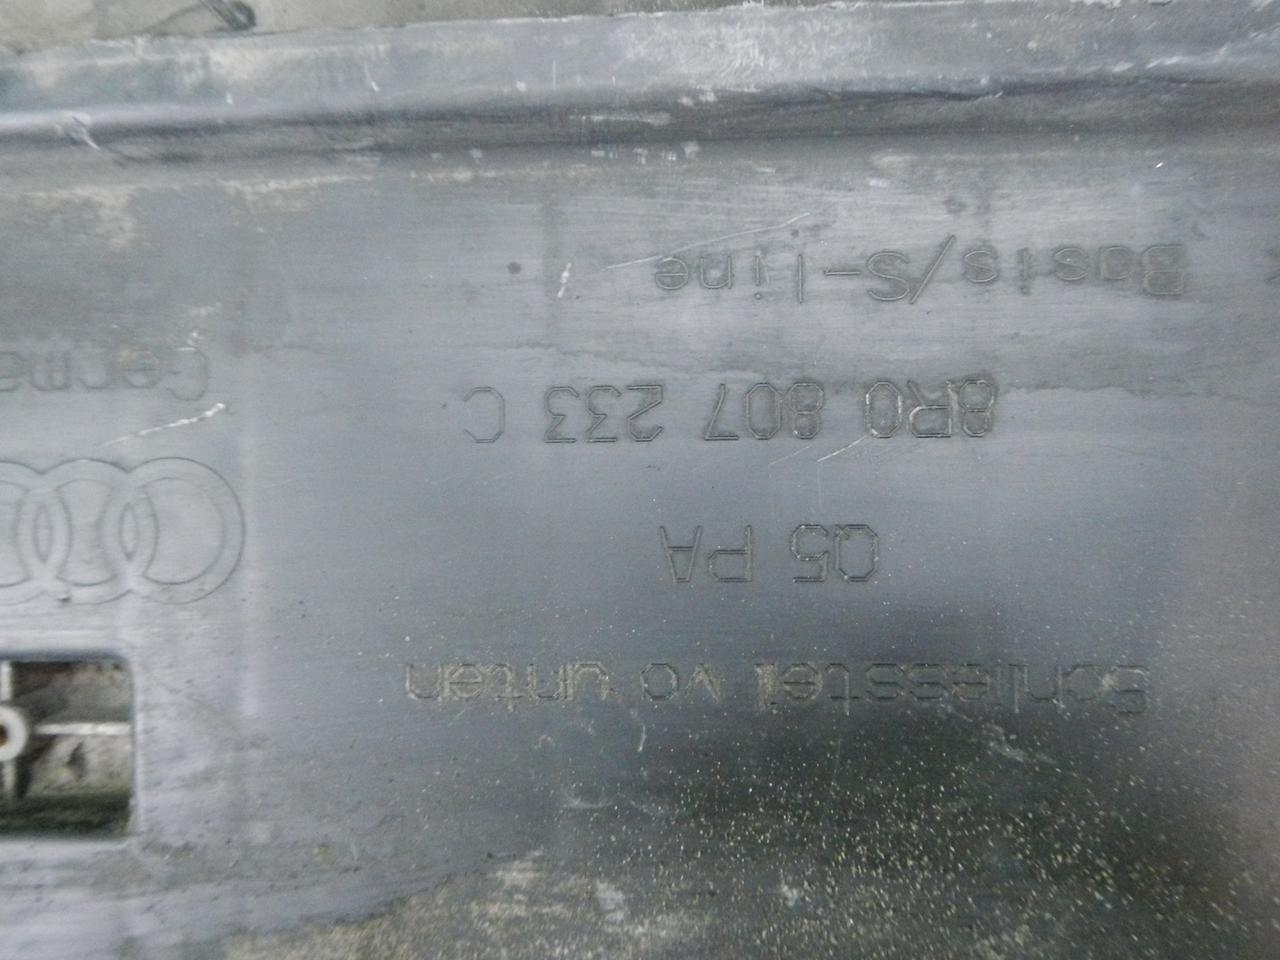 Schliessteil vo unten
Q5 PA
8R0 807 233 C
Basis/S-line